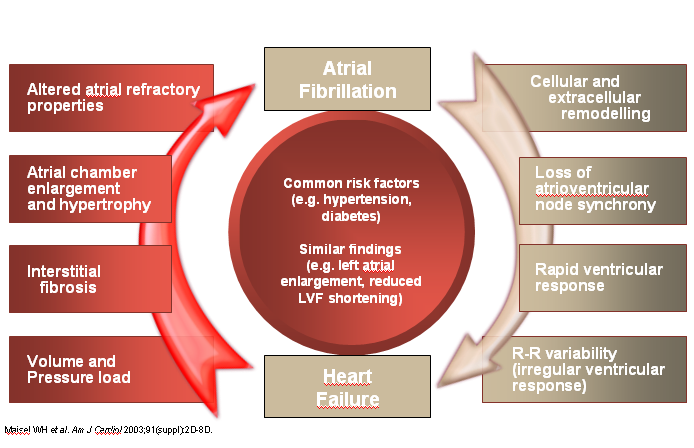 Atrial
Fibrillation
Altered atrial refractory
properties
Atrial chamber
enlargement
and hypertrophy
Interstitial
fibrosis
Volume and
Pressure load
Common risk factors
(e.g. hypertension,
diabetes)
Similar findings
(e.g. left atrial
enlargement, reduced
LVF shortening)
Cellular and
extracellular
remodelling
Loss of
atrioventricular
node synchrony
Rapid ventricular
response
R-R variability
(irregular ventricular
response)
Heart
Failure
Maisel WH et al. Am J Cardiol 2003;91(suppl):2D-8D.